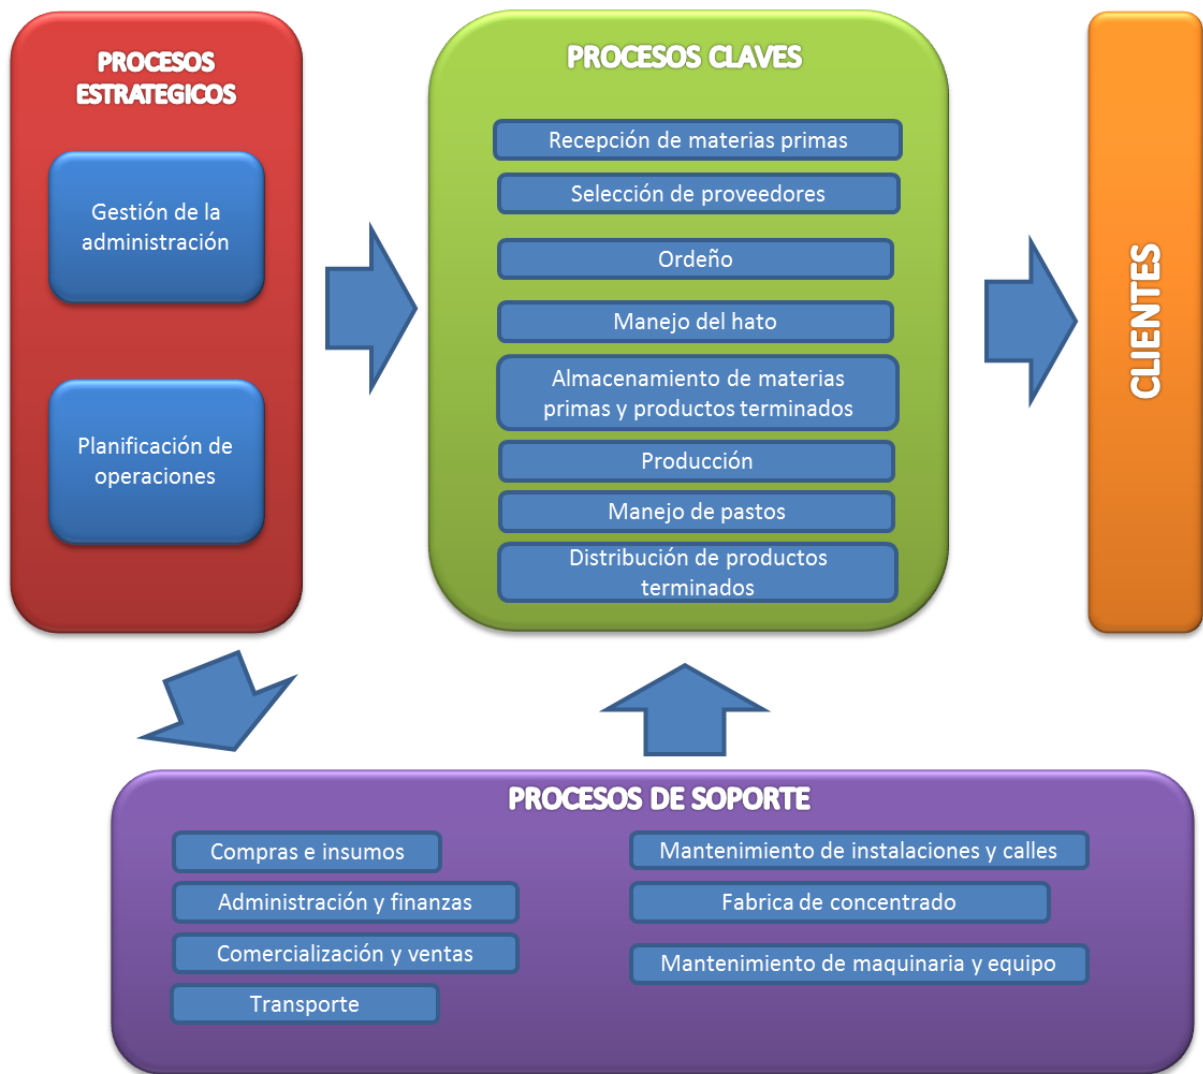 PROCESOS
ESTRATEGICOS
Gestión de la
administración
Planificación de
operaciones
PROCESOS CLAVES
Recepción de materias primas
Selección de proveedores
Ordeño
Manejo del hato
Almacenamiento de materias
primas y productos terminados
Producción
Manejo de pastos
Distribución de productos
terminados
CLIENTES
PROCESOS DE SOPORTE
Compras e insumos
Administración y finanzas
Comercialización y ventas
Transporte
Mantenimiento de instalaciones y calles
Fabrica de concentrado
Mantenimiento de maquinaria y equipo